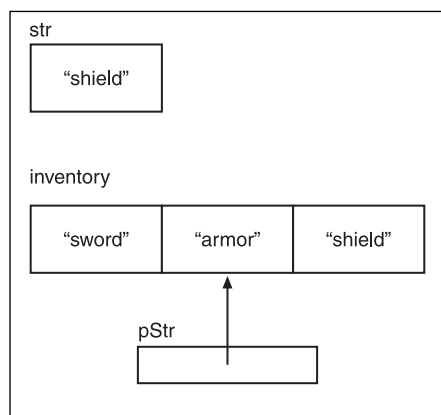 str
“shield”
inventory
“sword” “armor” “shield”
pStr